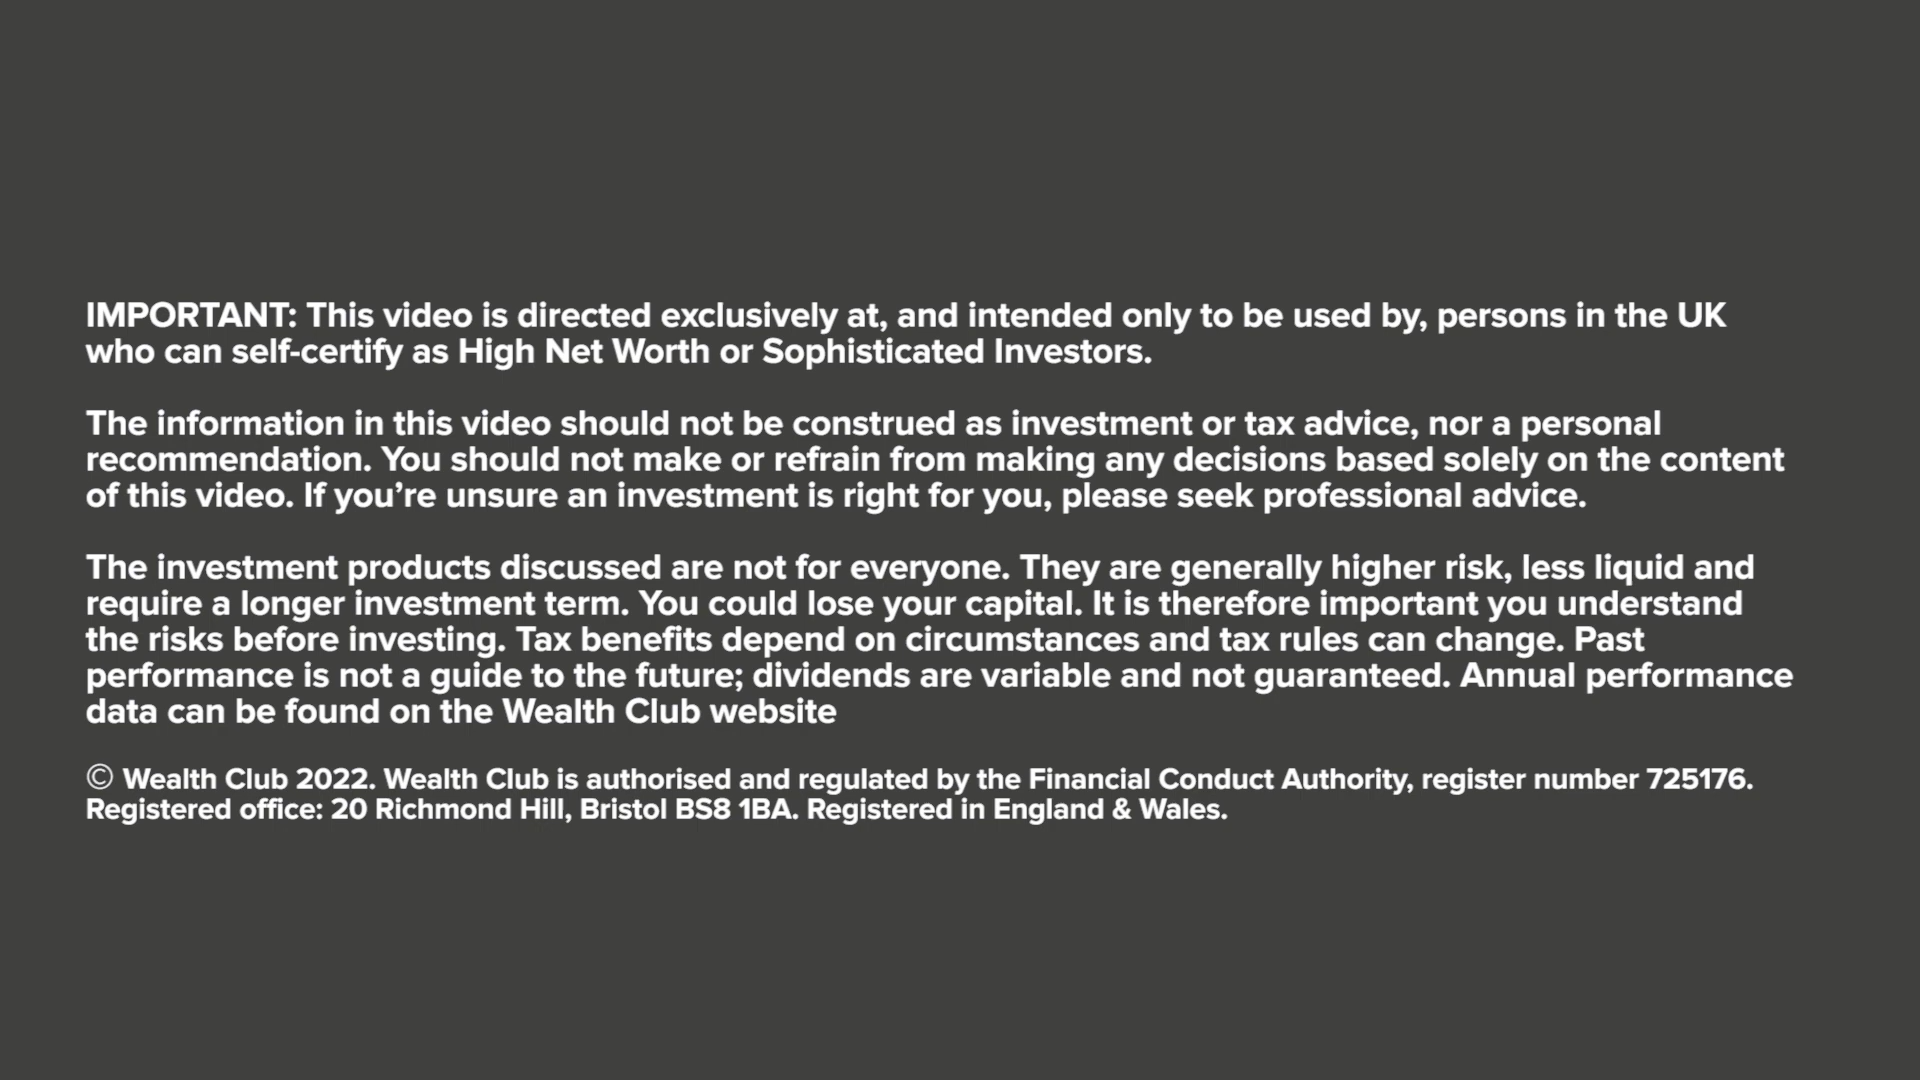 IMPORTANT: This video is directed exclusively at, and intended only to be used by, persons in the UK
who can self-certify as High Net Worth or Sophisticated Investors.
The information in this video should not be construed as investment or tax advice, nor a personal
recommendation. You should not make or refrain from making any decisions based solely on the content
of this video. If you’re unsure an investment is right for you, please seek professional advice.
The investment products discussed are not for everyone. They are generally higher risk, less liquid and
require a longer investment term. You could lose your capital. It is therefore important you understand
the risks before investing. Tax benefits depend on circumstances and tax rules can change. Past
performance is not a guide to the future; dividends are variable and not guaranteed. Annual performance
data can be found on the Wealth Club website
© Wealth Club 2022. Wealth Club is authorised and regulated by the Financial Conduct Authority, register number 725176.
Registered office: 20 Richmond Hill, Bristol BS8 1BA. Registered in England & Wales.